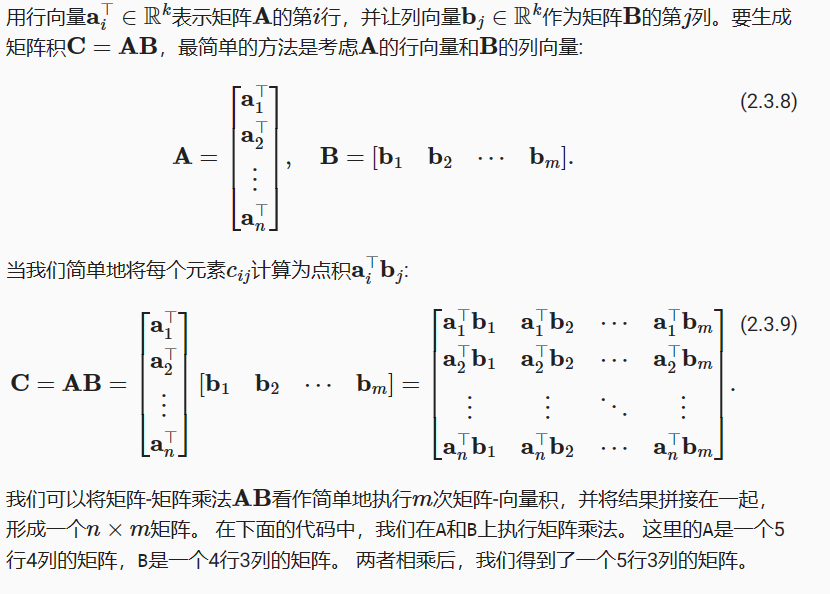 用行向量$\mathbf{a}_i^\top \in \mathbb{R}^k$表示矩阵$\mathbf{A}$的第$i$行，并让列向量$\mathbf{b}_j \in \mathbb{R}^k$作为矩阵$\mathbf{B}$的第$j$列。要生成
矩阵积$\mathbf{C} = \mathbf{AB}$，最简单的方法是考虑$\mathbf{A}$的行向量和$\mathbf{B}$的列向量:
$$\mathbf{A} = \begin{bmatrix} \mathbf{a}_1^\top \\ \mathbf{a}_2^\top \\ \vdots \\ \mathbf{a}_n^\top \end{bmatrix}, \quad \mathbf{B} = [\mathbf{b}_1 \quad \mathbf{b}_2 \quad \cdots \quad \mathbf{b}_m].$$ (2.3.8)
当我们简单地将每个元素$c_{ij}$计算为点积$\mathbf{a}_i^\top \mathbf{b}_j$:
$$\mathbf{C} = \mathbf{AB} = \begin{bmatrix} \mathbf{a}_1^\top \\ \mathbf{a}_2^\top \\ \vdots \\ \mathbf{a}_n^\top \end{bmatrix} [\mathbf{b}_1 \quad \mathbf{b}_2 \quad \cdots \quad \mathbf{b}_m] = \begin{bmatrix} \mathbf{a}_1^\top \mathbf{b}_1 & \mathbf{a}_1^\top \mathbf{b}_2 & \cdots & \mathbf{a}_1^\top \mathbf{b}_m \\ \mathbf{a}_2^\top \mathbf{b}_1 & \mathbf{a}_2^\top \mathbf{b}_2 & \cdots & \mathbf{a}_2^\top \mathbf{b}_m \\ \vdots & \vdots & \ddots & \vdots \\ \mathbf{a}_n^\top \mathbf{b}_1 & \mathbf{a}_n^\top \mathbf{b}_2 & \cdots & \mathbf{a}_n^\top \mathbf{b}_m \end{bmatrix}.$$ (2.3.9)
我们可以将矩阵-矩阵乘法$\mathbf{AB}$看作简单地执行$m$次矩阵-向量积，并将结果拼接在一起，
形成一个$n \times m$矩阵。 在下面的代码中，我们在A和B上执行矩阵乘法。 这里的A是一个5
行4列的矩阵，B是一个4行3列的矩阵。 两者相乘后，我们得到了一个5行3列的矩阵。